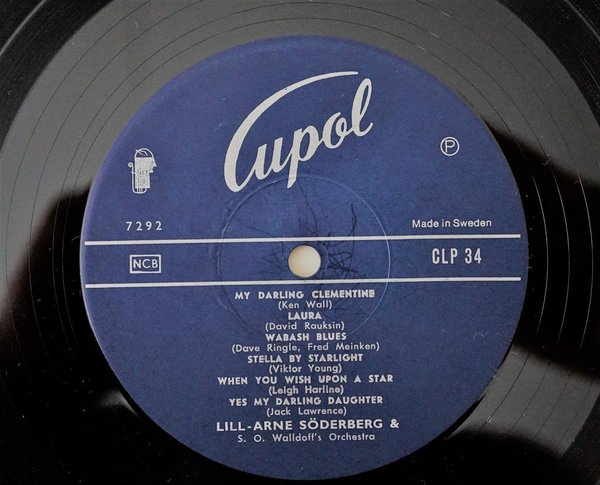 Cupol
℗
7292
Made in Sweden
NCB
CLP 34
MY DARLING CLEMENTINE
(Ken Wall)
LAURA
(David Rauksin)
WABASH BLUES
(Dave Ringle, Fred Meinken)
STELLA BY STARLIGHT
(Viktor Young)
WHEN YOU WISH UPON A STAR
(Leigh Harline)
YES MY DARLING DAUGHTER
(Jack Lawrence)
LILL-ARNE SÖDERBERG &
S. O. Walldoff's Orchestra